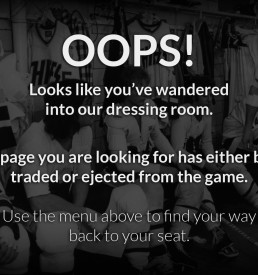 OOPS!
Looks like you've wandered
into our dressing room.
page you are looking for has either b
traded or ejected from the game.
Use the menu above to find your way
back to your seat.